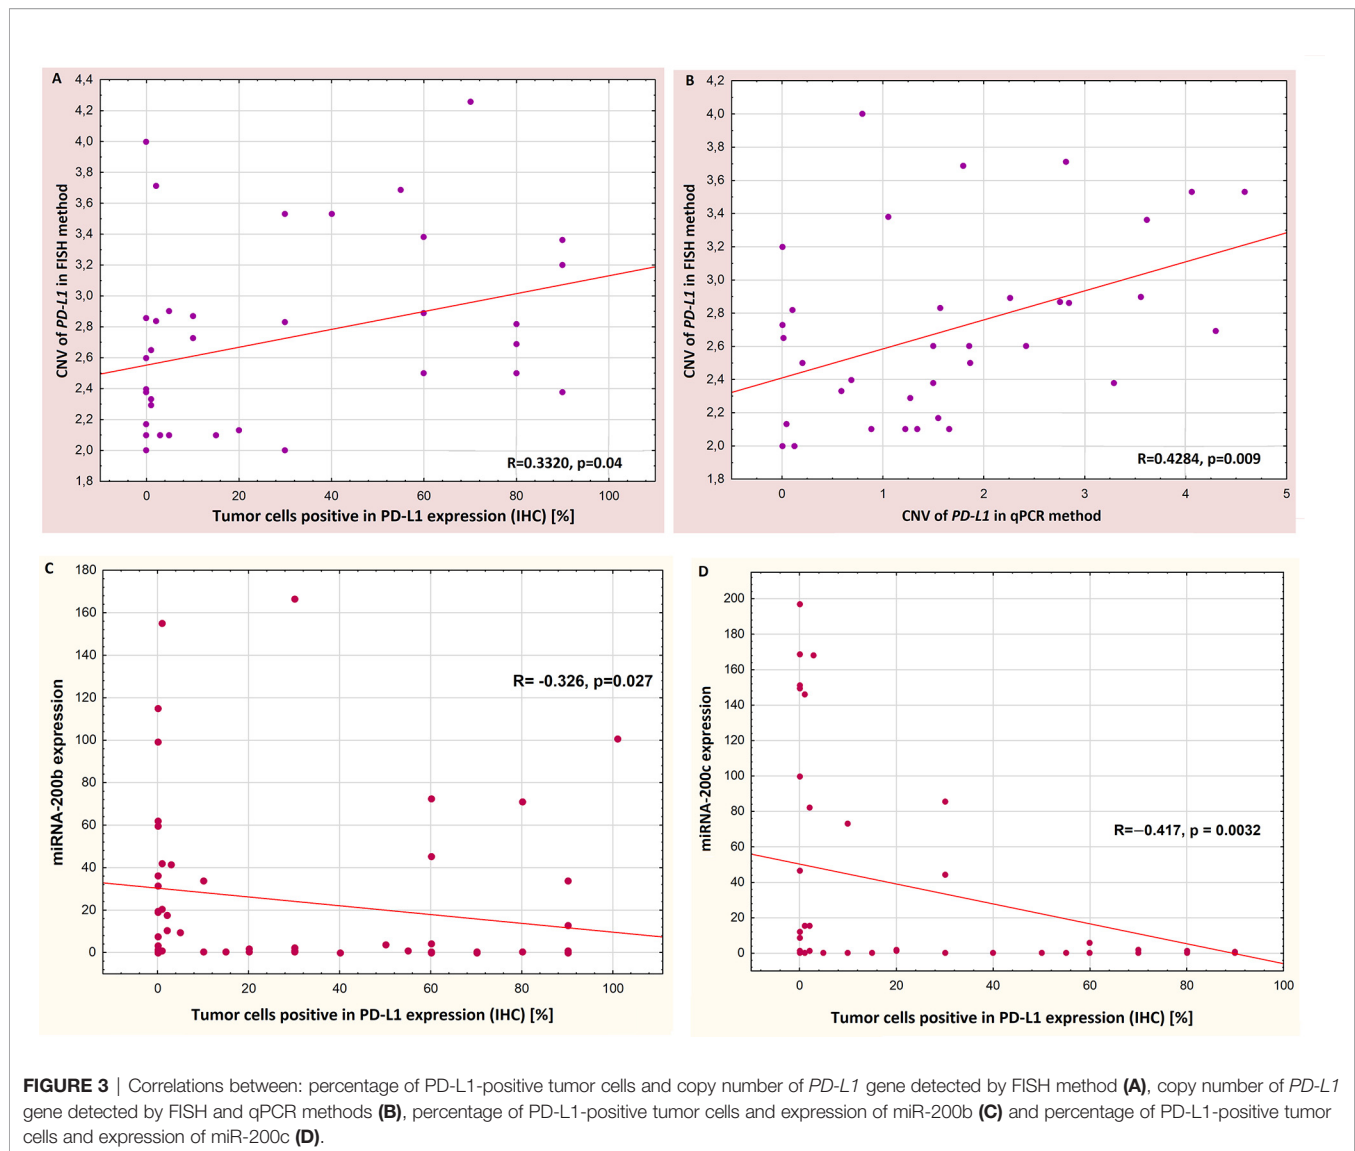 A
4,4
4,2
4,0
3,8
3,6
3,4
3,2
3,0
2,8
2,6
2,4
2,2
2,0
1,8
CNV of PD-L1 in FISH method
R=0.3320, p=0.04
0 20 40 60 80 100
Tumor cells positive in PD-L1 expression (IHC) [%]
B
4,2
4,0
3,8
3,6
3,4
3,2
3,0
2,8
2,6
2,4
2,2
2,0
1,8
CNV of PD-L1 in FISH method
R=0.4284, p=0.009
0 1 2 3 4 5
CNV of PD-L1 in qPCR method
C
180
160
140
120
100
80
60
40
20
0
miRNA-200b expression
R= -0.326, p=0.027
0 20 40 60 80 100
Tumor cells positive in PD-L1 expression (IHC) [%]
D
200
180
160
140
120
100
80
60
40
20
0
miRNA-200c expression
R=−0.417, p = 0.0032
0 20 40 60 80 100
Tumor cells positive in PD-L1 expression (IHC) [%]
FIGURE 3 | Correlations between: percentage of PD-L1-positive tumor cells and copy number of PD-L1 gene detected by FISH method (A), copy number of PD-L1
gene detected by FISH and qPCR methods (B), percentage of PD-L1-positive tumor cells and expression of miR-200b (C) and percentage of PD-L1-positive tumor
cells and expression of miR-200c (D).